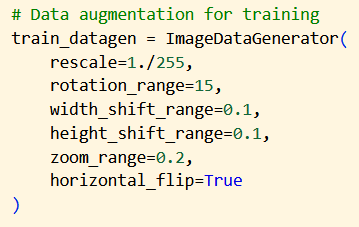 # Data augmentation for training
train_datagen = ImageDataGenerator(
    rescale=1./255,
    rotation_range=15,
    width_shift_range=0.1,
    height_shift_range=0.1,
    zoom_range=0.2,
    horizontal_flip=True
)